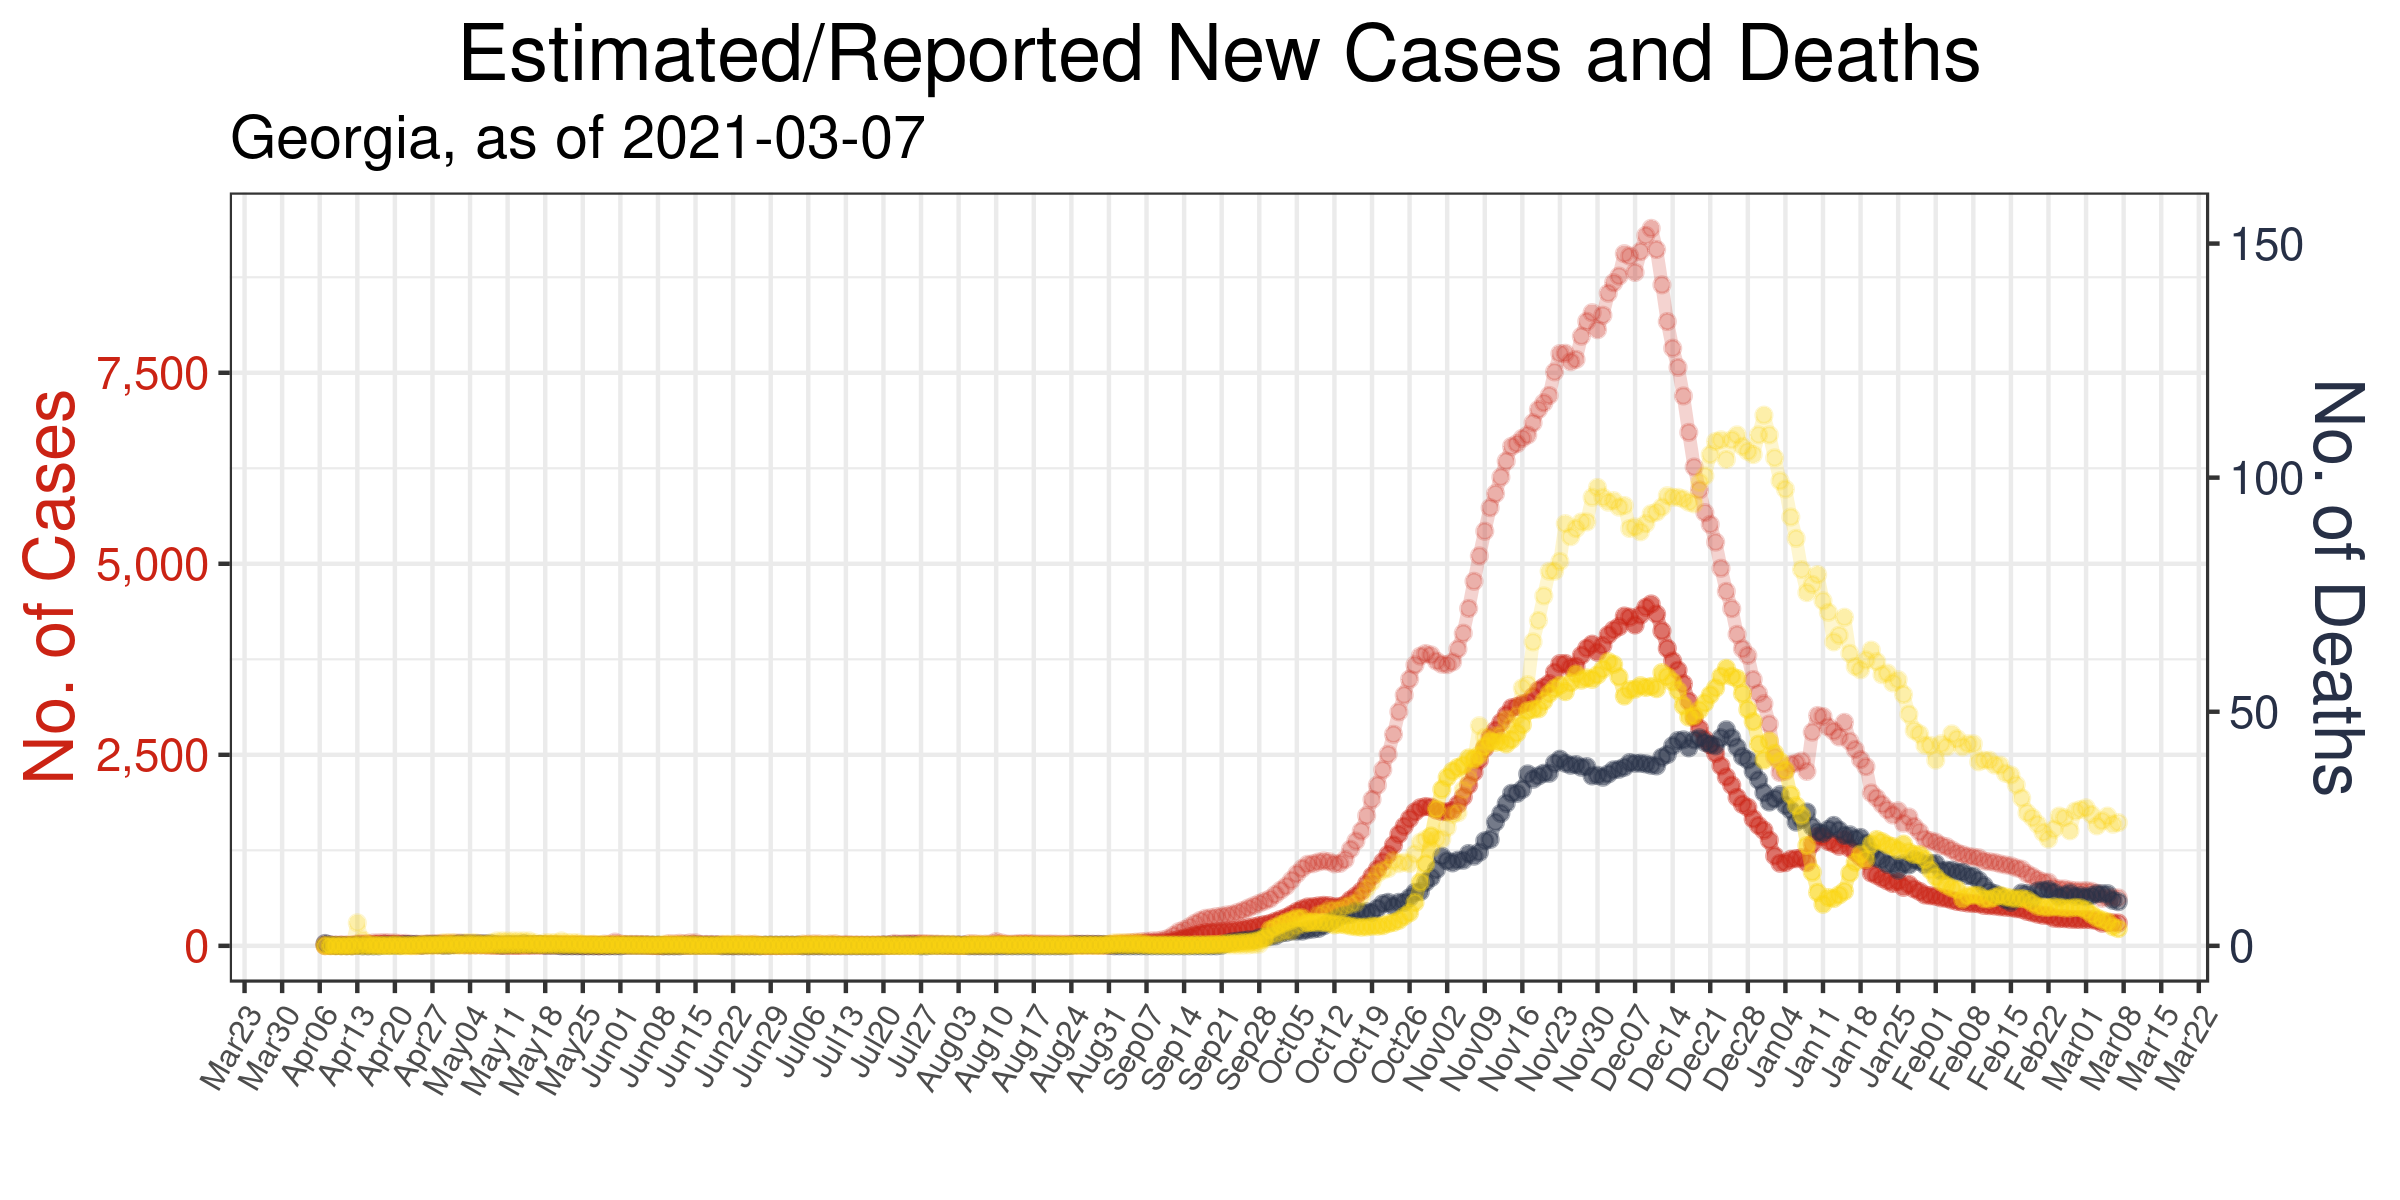 Estimated/Reported New Cases and Deaths
Georgia, as of 2021-03-07
No. of Cases
7,500
5,000
2,500
0
150
100
50
0
No. of Deaths
Mar23
Mar30
Apr06
Apr13
Apr20
Apr27
May04
May11
May18
May25
Jun01
Jun08
Jun15
Jun22
Jun29
Jul06
Jul13
Jul20
Jul27
Aug03
Aug10
Aug17
Aug24
Aug31
Sep07
Sep14
Sep21
Sep28
Oct05
Oct12
Oct19
Oct26
Nov02
Nov09
Nov16
Nov23
Nov30
Dec07
Dec14
Dec21
Dec28
Jan04
Jan11
Jan18
Jan25
Feb01
Feb08
Feb15
Feb22
Mar01
Mar08
Mar15
Mar22